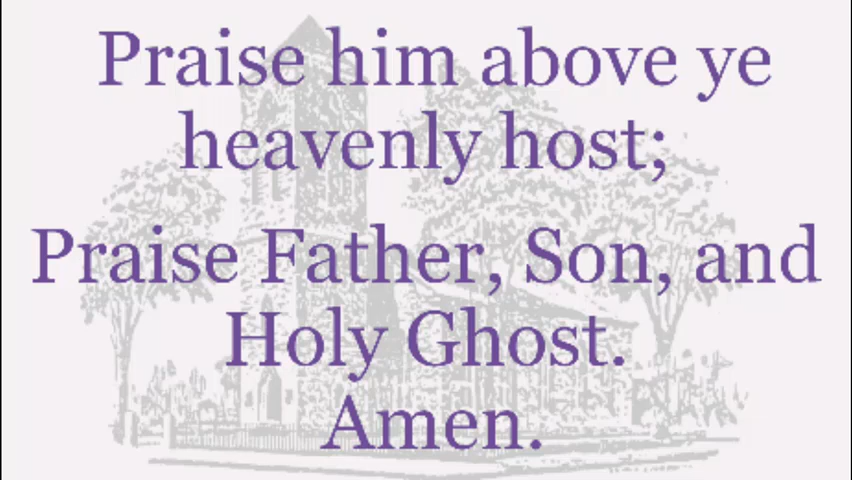 Praise him above ye
heavenly host;
Praise Father, Son, and
Holy Ghost.
Amen.